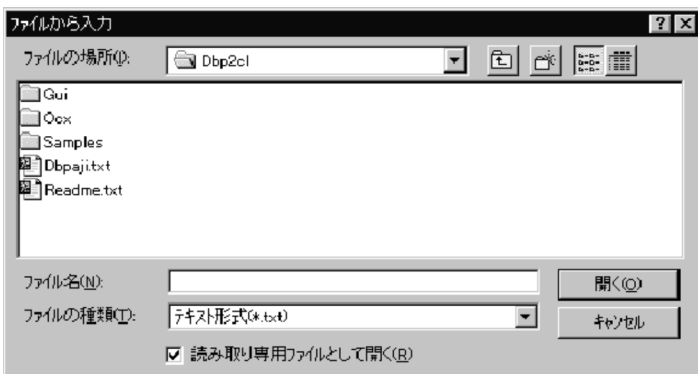 ファイルから入力
ファイルの場所(I): Dbp2cl
Gui
Ocx
Samples
Dbpaji.txt
Readme.txt
ファイル名(N): 開く(O)
ファイルの種類(T): テキスト形式(*.txt) キャンセル
読み取り専用ファイルとして開く(R)